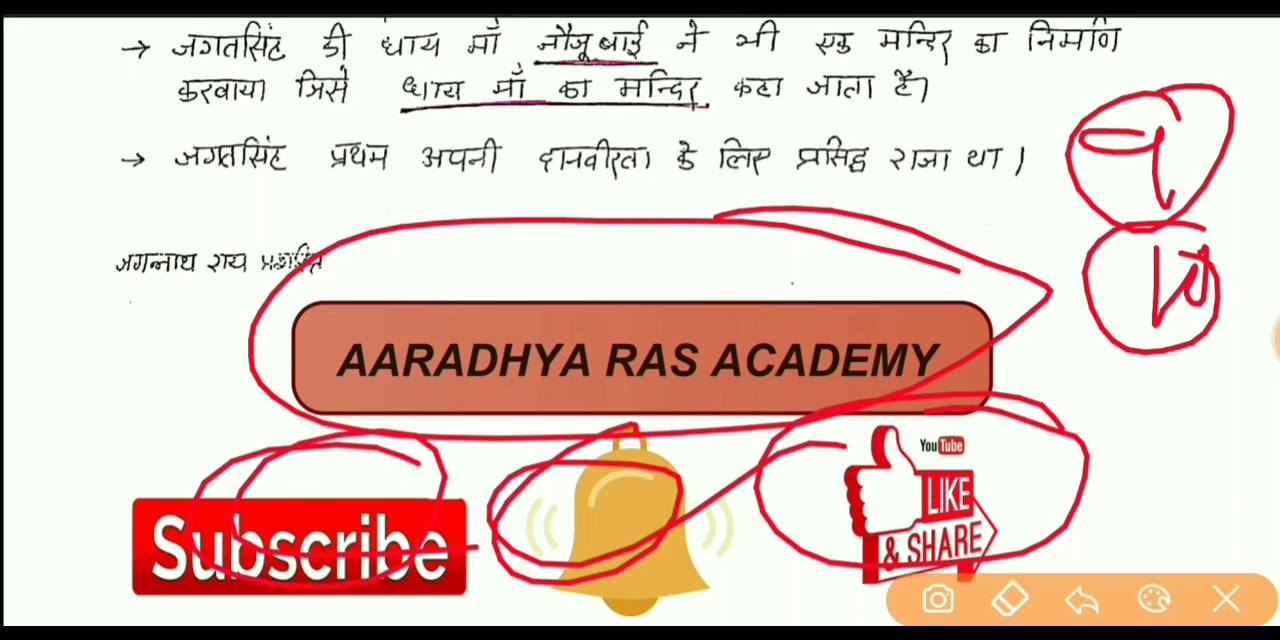 → जगतसिंह की धाय माँ नौजूबाई ने भी एक मन्दिर का निर्माण
करवाया जिसे धाय माँ का मन्दिर कहा जाता है।
→ जगतसिंह प्रथम अपनी दानवीरता के लिए प्रसिद्ध राजा था।
जगन्नाथ राय
AARADHYA RAS ACADEMY
Subscribe
YouTube
LIKE
& SHARE